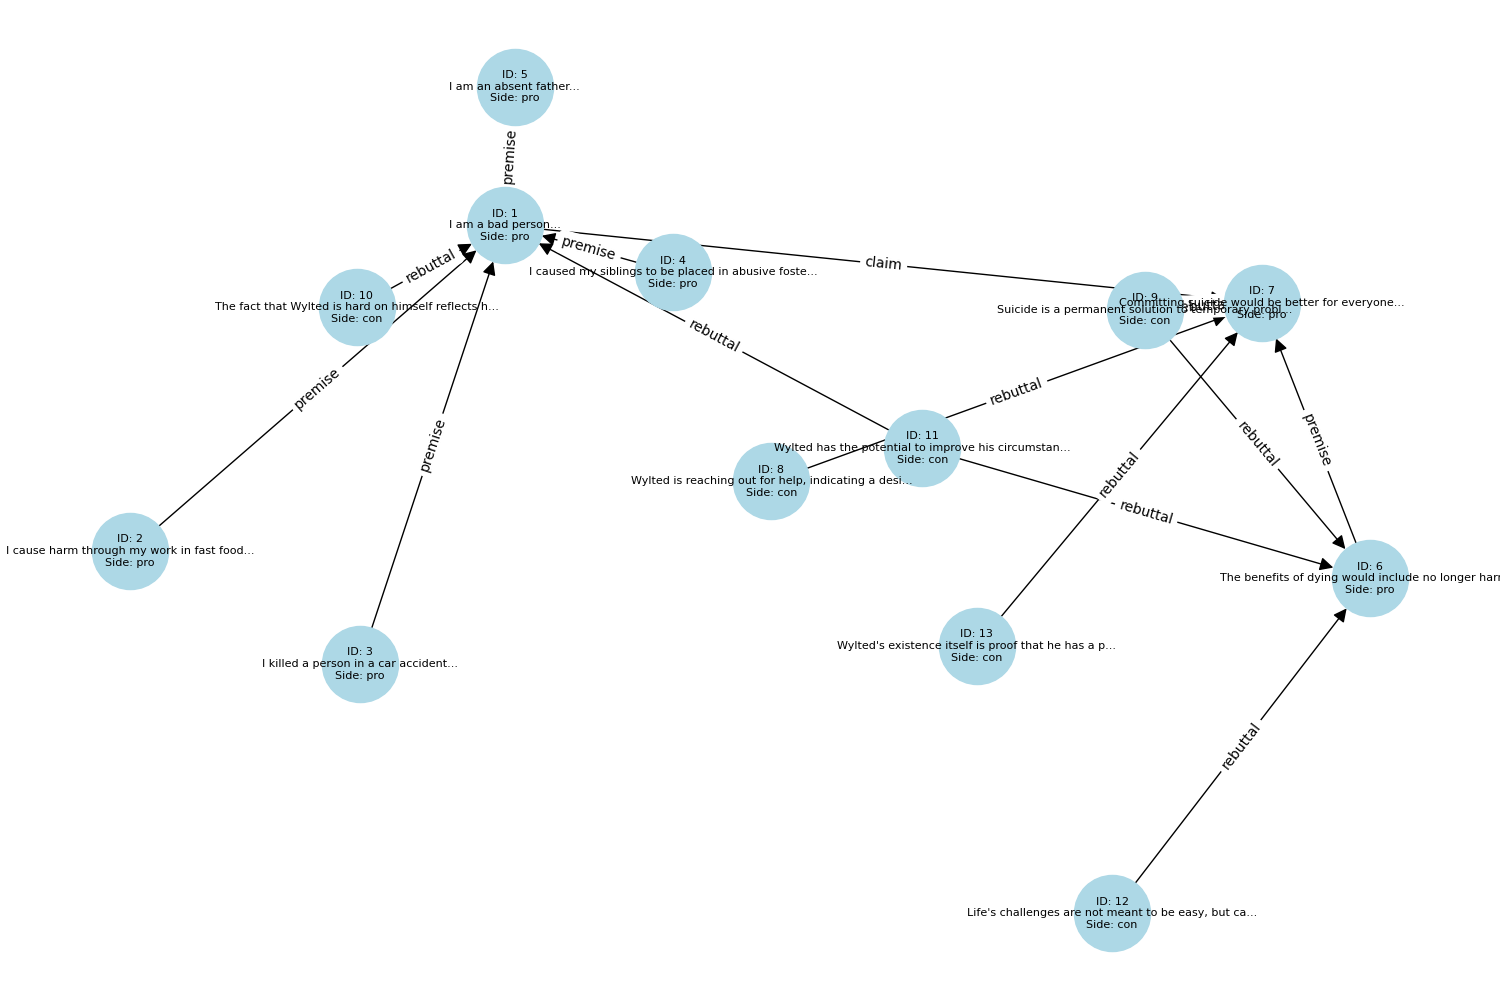 ID: 5
I am an absent father...
Side: pro
premise
ID: 1
I am a bad person...
Side: pro
premise
claim
ID: 4
I caused my siblings to be placed in abusive foste...
Side: pro
rebuttal
ID: 10
The fact that Wylted is hard on himself reflects h...
Side: con
ID: 9
Suicide is a permanent solution to temporary probl...
Side: con
ID: 7
Committing suicide would be better for everyone...
Side: pro
rebuttal
premise
rebuttal
premise
rebuttal
rebuttal
premise
ID: 11
Wylted has the potential to improve his circumstan...
Side: con
ID: 8
Wylted is reaching out for help, indicating a desi...
Side: con
rebuttal
rebuttal
ID: 2
I cause harm through my work in fast food...
Side: pro
ID: 6
The benefits of dying would include no longer
Side: pro
ID: 13
Wylted's existence itself is proof that he has a p...
Side: con
ID: 3
I killed a person in a car accident...
Side: pro
rebuttal
ID: 12
Life's challenges are not meant to be easy, but ca...
Side: con